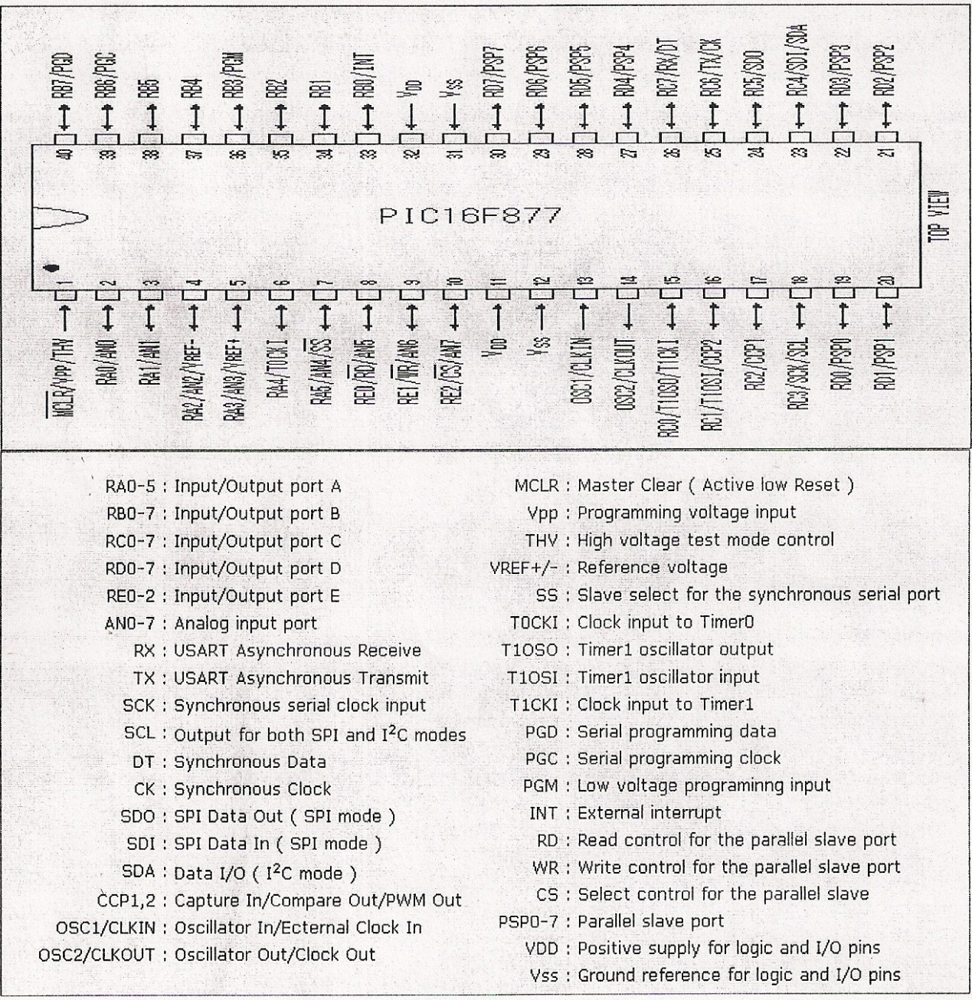 RB7/PGD
RB6/PGC
RB5
RB4
RB3/PGM
RB2
RB1
RB0/INT
VDD
VSS
RD7/PSP7
RD6/PSP6
RD5/PSP5
RD4/PSP4
RC7/RX/DT
RC6/TX/CK
RC5/SDO
RC4/SDI/SDA
RD3/PSP3
RD2/PSP2
40 39 38 37 36 35 34 33 32 31 30 29 28 27 26 25 24 23 22 21
PIC16F877
TOP VIEW
1 2 3 4 5 6 7 8 9 10 11 12 13 14 15 16 17 18 19 20
MCLR/VPP/THV
RA0/AN0
RA1/AN1
RA2/AN2/VREF-
RA3/AN3/VREF+
RA4/TOCKI
RA5/AN4/SS
RE0/RD/AN5
RE1/WR/AN6
RE2/CS/AN7
VDD
VSS
OSC1/CLKIN
OSC2/CLKOUT
RC0/T1OSO/T1CKI
RC1/T1OSI/CCP2
RC2/CCP1
RC3/SCK/SCL
RD0/PSP0
RD1/PSP1
RA0-5 : Input/Output port A
RB0-7 : Input/Output port B
RC0-7 : Input/Output port C
RD0-7 : Input/Output port D
RE0-2 : Input/Output port E
AN0-7 : Analog input port
RX : USART Asynchronous Receive
TX : USART Asynchronous Transmit
SCK : Synchronous serial clock input
SCL : Output for both SPI and I²C modes
DT : Synchronous Data
CK : Synchronous Clock
SDO : SPI Data Out ( SPI mode )
SDI : SPI Data In ( SPI mode )
SDA : Data I/O ( I²C mode )
CCP1,2 : Capture In/Compare Out/PWM Out
OSC1/CLKIN : Oscillator In/Ecternal Clock In
OSC2/CLKOUT : Oscillator Out/Clock Out
MCLR : Master Clear ( Active low Reset )
Vpp : Programming voltage input
THV : High voltage test mode control
VREF+/- : Reference voltage
SS : Slave select for the synchronous serial port
T0CKI : Clock input to Timer0
T1OSO : Timer1 oscillator output
T1OSI : Timer1 oscillator input
T1CKI : Clock input to Timer1
PGD : Serial programming data
PGC : Serial programming clock
PGM : Low voltage programinng input
INT : External interrupt
RD : Read control for the parallel slave port
WR : Write control for the parallel slave port
CS : Select control for the parallel slave
PSP0-7 : Parallel slave port
VDD : Positive supply for logic and I/O pins
Vss : Ground reference for logic and I/O pins